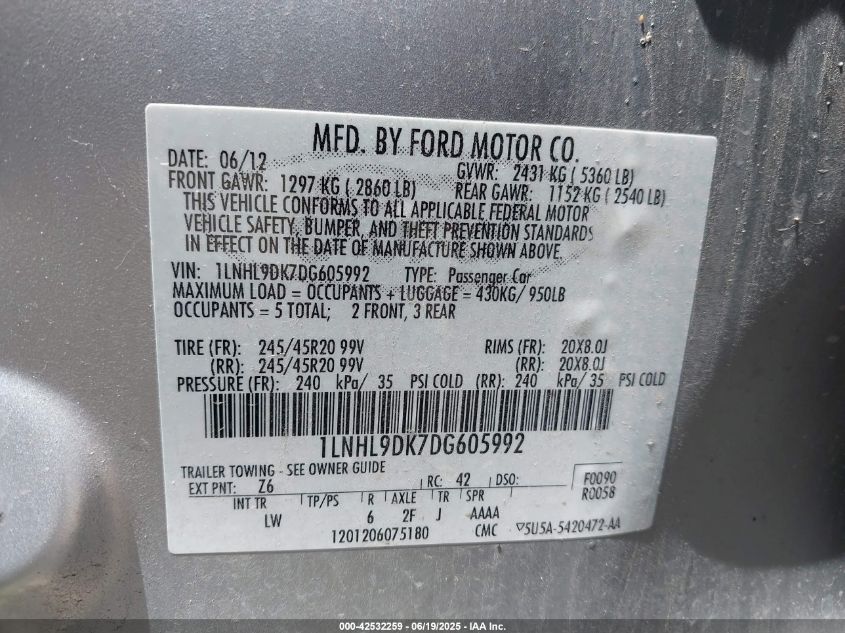 MFD. BY FORD MOTOR CO.
DATE: 06/12 GVWR: 2431 KG ( 5360 LB)
FRONT GAWR: 1297 KG ( 2860 LB) REAR GAWR: 1152 KG ( 2540 LB)
THIS VEHICLE CONFORMS TO ALL APPLICABLE FEDERAL MOTOR
VEHICLE SAFETY, BUMPER, AND THEFT PREVENTION STANDARDS
IN EFFECT ON THE DATE OF MANUFACTURE SHOWN ABOVE.
VIN: 1LNHL9DK7DG605992 TYPE: Passenger Car
MAXIMUM LOAD = OCCUPANTS + LUGGAGE = 430KG/ 950LB
OCCUPANTS = 5 TOTAL; 2 FRONT, 3 REAR
TIRE (FR): 245/45R20 99V RIMS (FR): 20X8.0J
(RR): 245/45R20 99V (RR): 20X8.0J
PRESSURE (FR): 240 kPa/ 35 PSI COLD (RR): 240 kPa/ 35 PSI COLD
1LNHL9DK7DG605992
TRAILER TOWING - SEE OWNER GUIDE
EXT PNT: Z6 RC: 42 DSO: F0090
R0058
INT TR TP/PS R AXLE TR SPR
LW 6 2F J AAAA
1201206075180 CMC 5U5A-5420472-AA
000-42532259 - 06/19/2025 - IAA Inc.